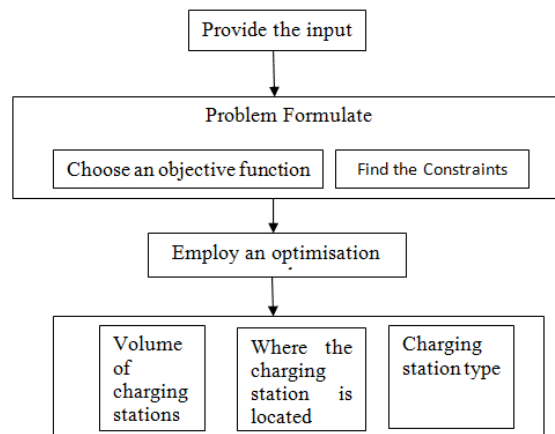 Provide the input
Problem Formulate
Choose an objective function
Find the Constraints
Employ an optimisation
Volume
of
charging
stations
Where the
charging
station is
located
Charging
station type